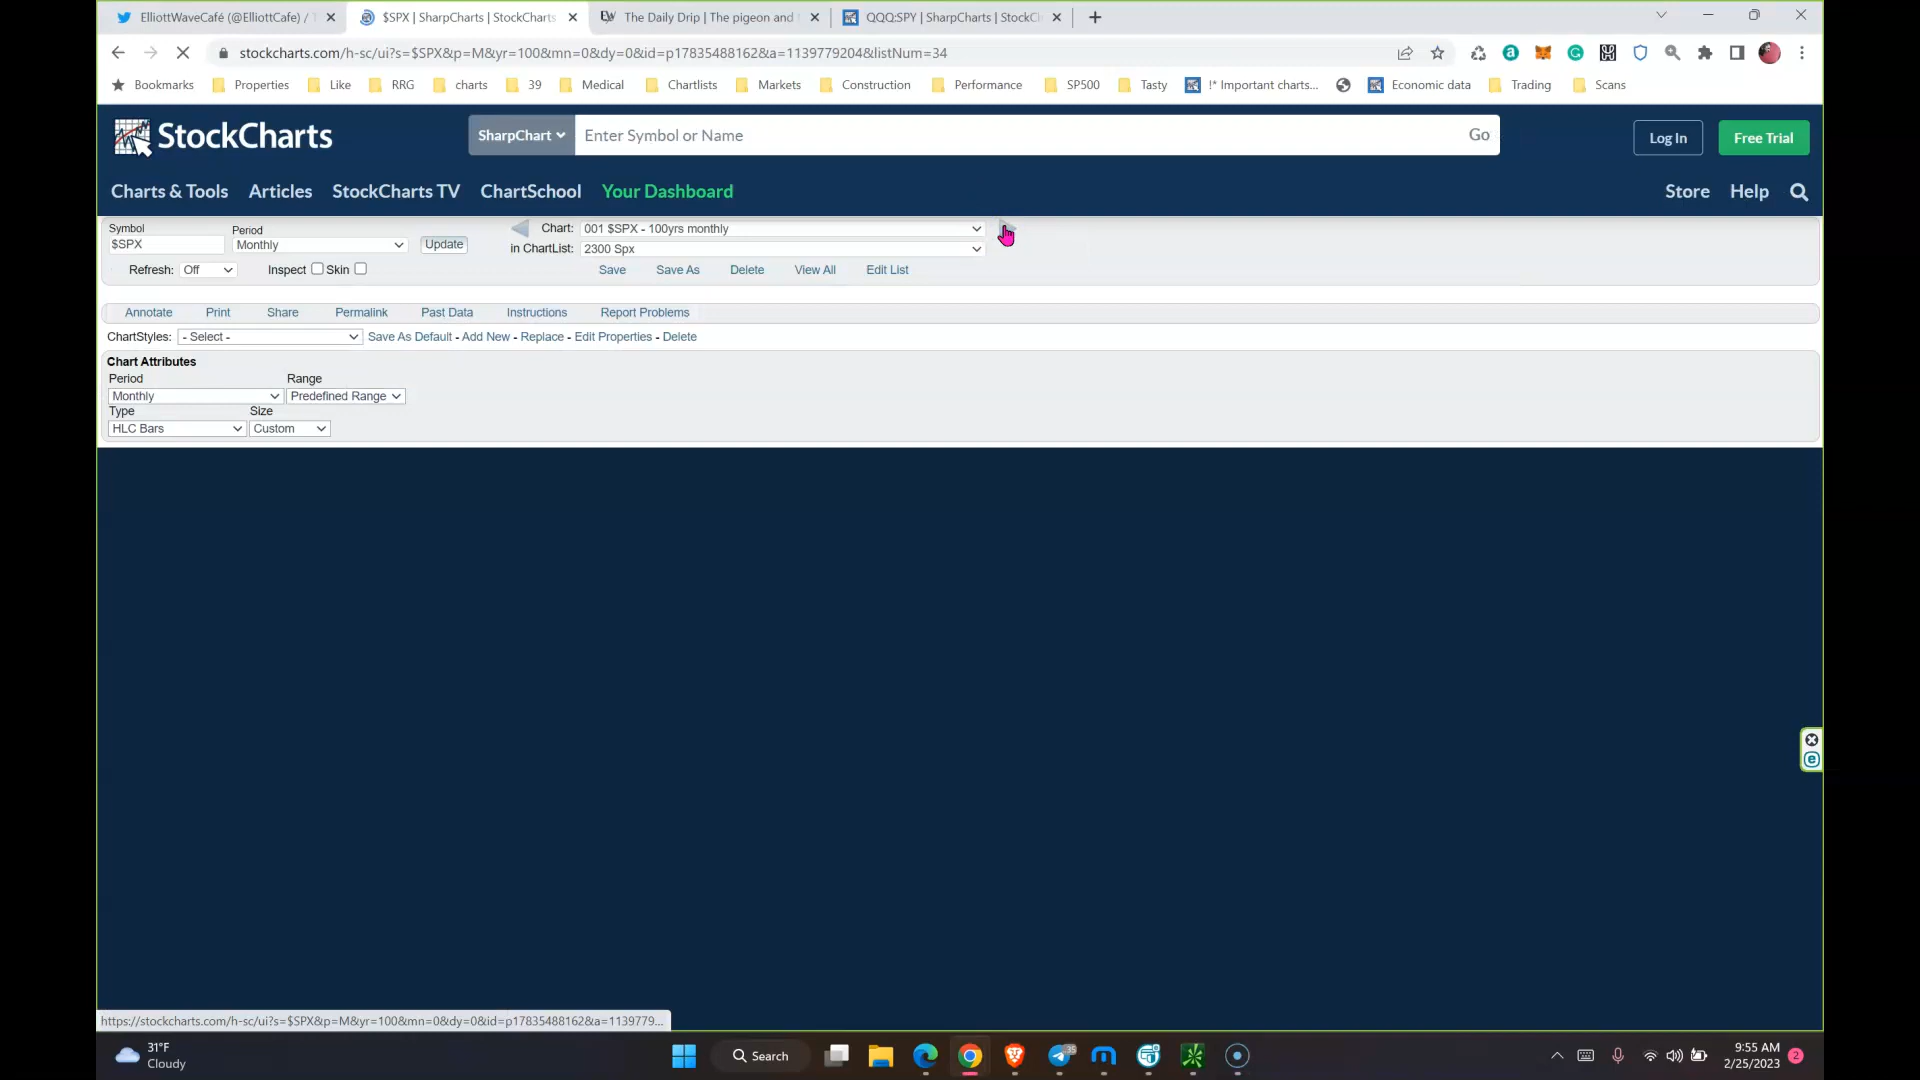 ElliottWaveCafé (@ElliottCafe) / T
$SPX | SharpCharts | StockCharts
The Daily Drip | The pigeon and
QQQ:SPY | SharpCharts | StockCh
stockcharts.com/h-sc/ui?s=$SPX&p=M&yr=100&mn=0&dy=0&id=p17835488162&a=1139779204&listNum=34
Bookmarks Properties Like RRG charts 39 Medical Chartlists Markets Construction Performance SP500 Tasty !* Important charts... Economic data Trading Scans
StockCharts SharpChart Enter Symbol or Name Go Log In Free Trial
Charts & Tools Articles StockCharts TV ChartSchool Your Dashboard Store Help
Symbol Period Chart: 001 $SPX - 100yrs monthly
$SPX Monthly Update in ChartList: 2300 Spx
Refresh: Off Inspect Skin Save Save As Delete View All Edit List
Annotate Print Share Permalink Past Data Instructions Report Problems
ChartStyles: - Select - Save As Default - Add New - Replace - Edit Properties - Delete
Chart Attributes
Period Range
Monthly Predefined Range
Type Size
HLC Bars Custom
https://stockcharts.com/h-sc/ui?s=$SPX&p=M&yr=100&mn=0&dy=0&id=p17835488162&a=1139779...
31°F
Cloudy
Search
35
9:55 AM
2/25/2023
2